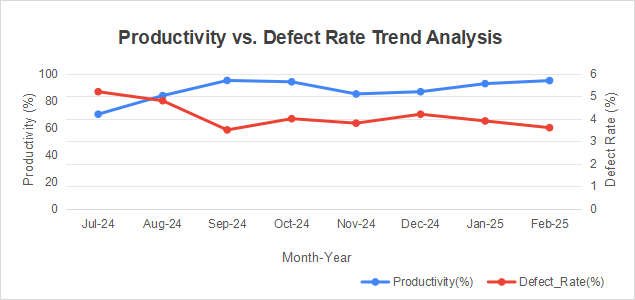 Productivity vs. Defect Rate Trend Analysis
Productivity (%)
100
80
60
40
20
0
6
5
4
3
2
1
0
Defect Rate (%)
Jul-24 Aug-24 Sep-24 Oct-24 Nov-24 Dec-24 Jan-25 Feb-25
Month-Year
Productivity(%) Defect_Rate(%)